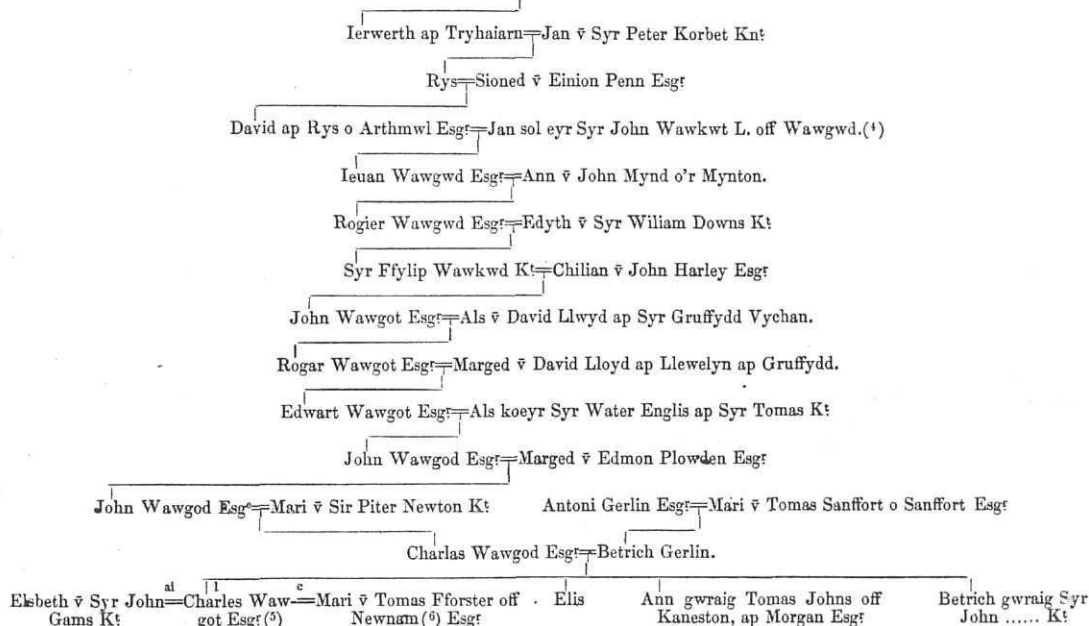 Ierwerth ap Tryhaiarn=Jan v̄ Syr Peter Korbet Knt
Rys=Sioned v̄ Einion Penn Esgr
David ap Rys o Arthmwl Esgr=Jan sol eyr Syr John Wawkwt L. off Wawgwd.(4)
Ieuan Wawgwd Esgr=Ann v̄ John Mynd o'r Mynton.
Rogier Wawgwd Esgr=Edyth v̄ Syr Wiliam Downs Kt
Syr Ffylip Wawkwd Kt=Chilian v̄ John Harley Esgr
John Wawgot Esgr=Als v̄ David Llwyd ap Syr Gruffydd Vychan.
Rogar Wawgot Esgr=Marged v̄ David Lloyd ap Llewelyn ap Gruffydd.
Edwart Wawgot Esgr=Als koeyr Syr Water Englis ap Syr Tomas Kt
John Wawgod Esgr=Marged v̄ Edmon Plowden Esgr
John Wawgod Esge=Mari v̄ Sir Piter Newton Kt Antoni Gerlin Esgr=Mari v̄ Tomas Sanffort o Sanffort Esgr
Charlas Wawgod Esgr=Betrich Gerlin.
ai 1 c
Elsbeth v̄ Syr John=Charles Waw-=Mari v̄ Tomas Fforster off Elis Ann gwraig Tomas Johns off Betrich gwraig Syr
Gams Kt got Esgr(5) Newnam(6) Esgr Kaneston, ap Morgan Esgr John ...... Kt